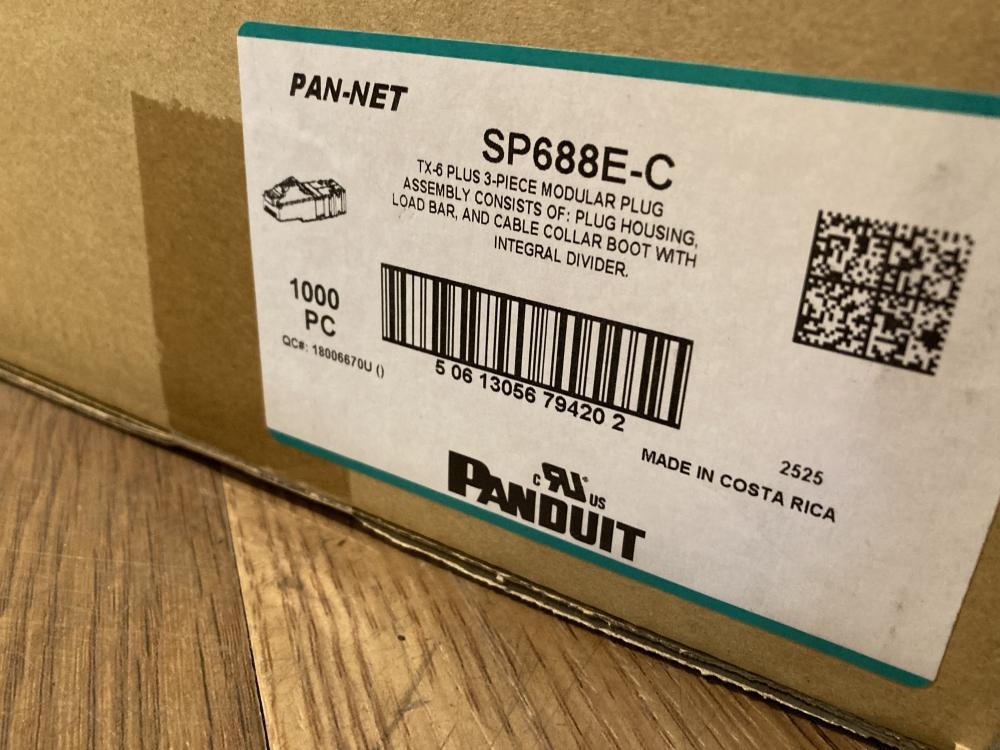 PAN-NET
SP688E-C
TX-6 PLUS 3-PIECE MODULAR PLUG
ASSEMBLY CONSISTS OF: PLUG HOUSING,
LOAD BAR, AND CABLE COLLAR BOOT WITH
INTEGRAL DIVIDER.
1000
PC
QC#: 18006670U ()
5 06 13056 79420 2
2525
MADE IN COSTA RICA
C RU US
PANDUIT